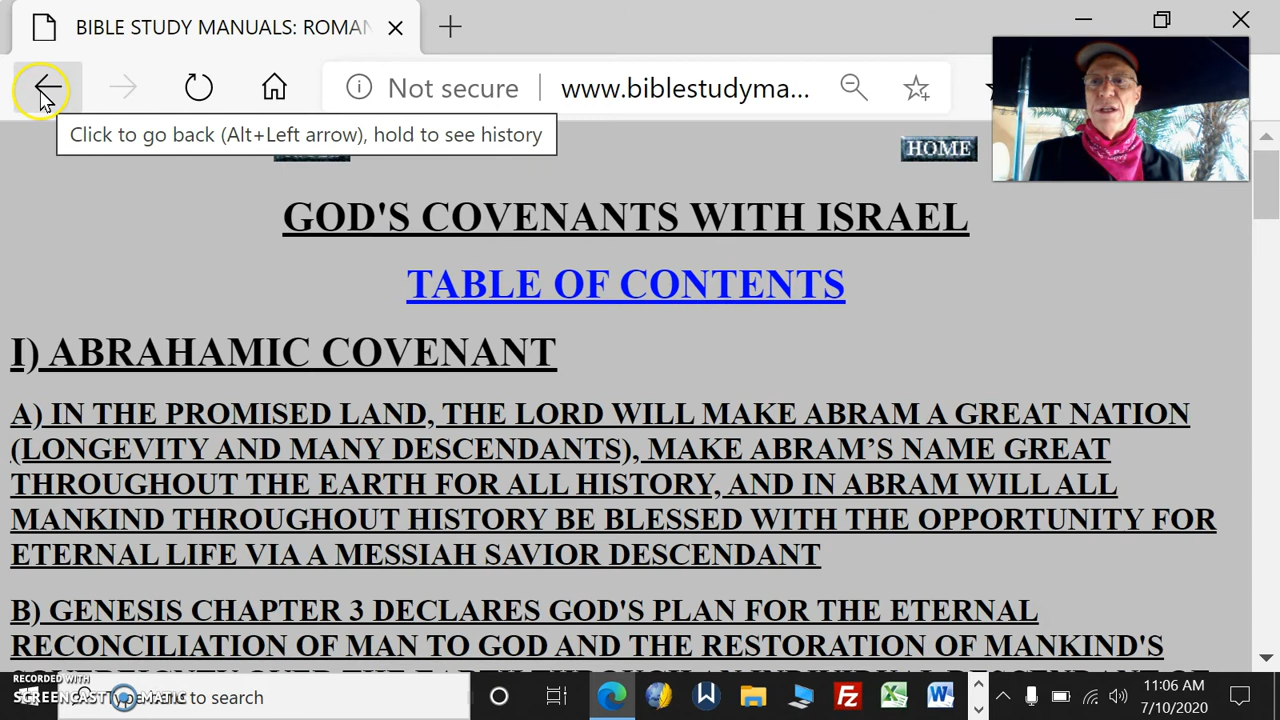 BIBLE STUDY MANUALS: ROMAN
Not secure
www.biblestudyma...
Click to go back (Alt+Left arrow), hold to see history
HOME
GOD'S COVENANTS WITH ISRAEL
TABLE OF CONTENTS
I) ABRAHAMIC COVENANT
A) IN THE PROMISED LAND, THE LORD WILL MAKE ABRAM A GREAT NATION
(LONGEVITY AND MANY DESCENDANTS), MAKE ABRAM’S NAME GREAT
THROUGHOUT THE EARTH FOR ALL HISTORY, AND IN ABRAM WILL ALL
MANKIND THROUGHOUT HISTORY BE BLESSED WITH THE OPPORTUNITY FOR
ETERNAL LIFE VIA A MESSIAH SAVIOR DESCENDANT
B) GENESIS CHAPTER 3 DECLARES GOD'S PLAN FOR THE ETERNAL
RECONCILIATION OF MAN TO GOD AND THE RESTORATION OF MANKIND'S
RECORDED WITH
SCREENCAST MATIC
Type here to search
11:06 AM
7/10/2020